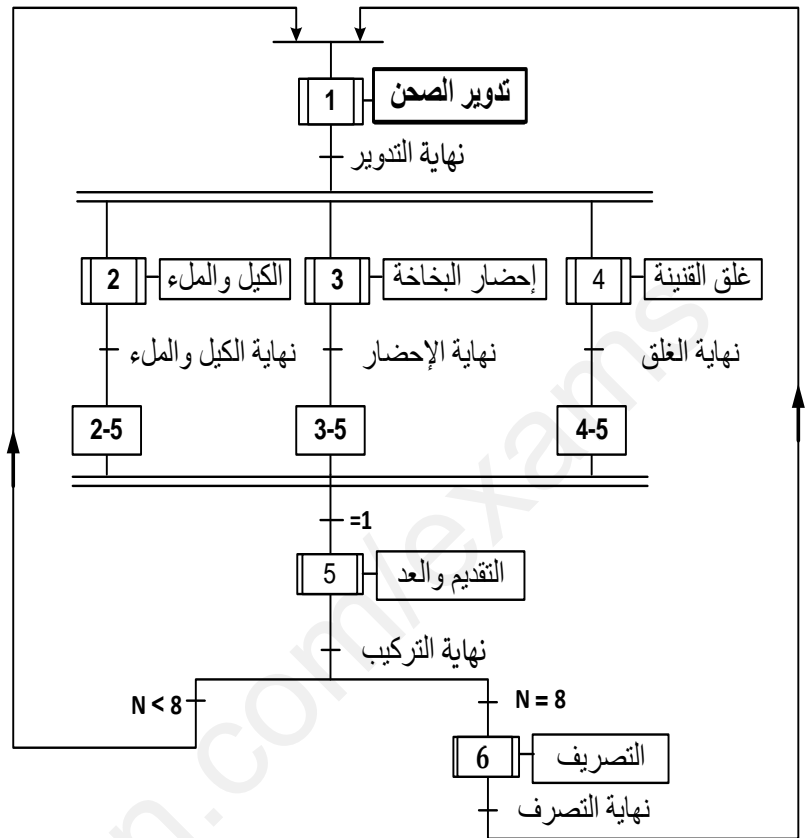 1 تدوير الصحن
نهاية التدوير
2 الكيل والملء
3 إحضار البخاخة
4 غلق القنينة
نهاية الكيل والملء
نهاية الإحضار
نهاية الغلق
2-5
3-5
4-5
=1
5 التقديم والعد
نهاية التركيب
N < 8
N = 8
6 التصريف
نهاية التصرف
n.com/exams